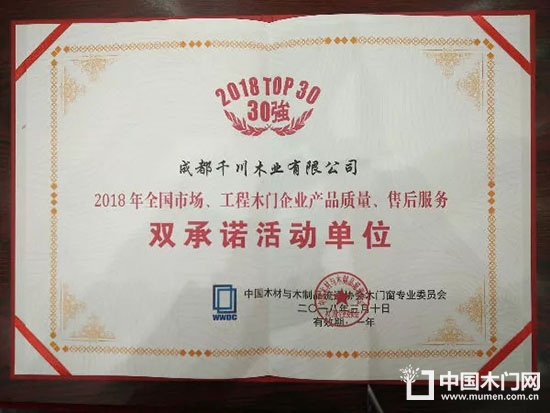 2018 TOP 30
30強
成都千川木业有限公司
2018年全国市场、工程木门企业产品质量、售后服务
双承诺活动单位
WWDC
中国木材与木制品流通协会木门窗专业委员会
二〇一八年三月十日
有效期:一年
中国木门网
www.mumen.com.cn